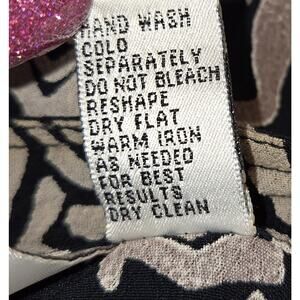 HAND WASH
COLD
SEPARATELY
DO NOT BLEACH
RESHAPE
DRY FLAT
WARM IRON
AS NEEDED
FOR BEST
RESULTS
DRY CLEAN